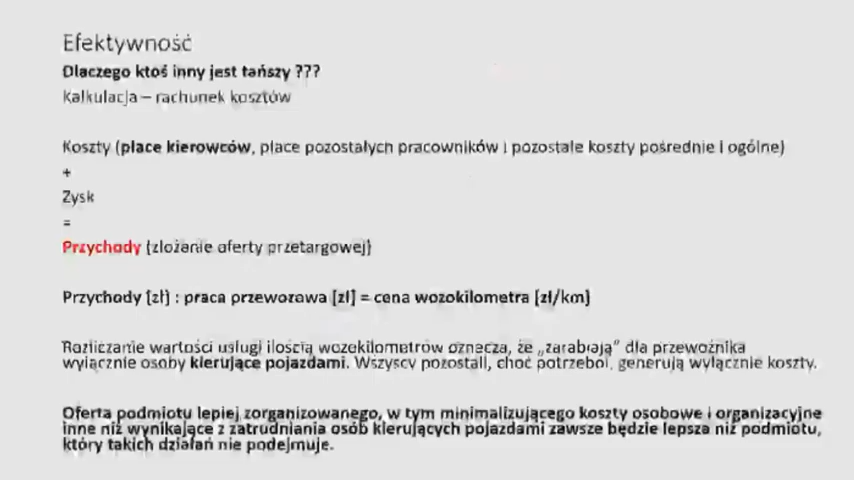 Efektywność
Dlaczego ktoś inny jest tańszy ???
Kalkulacja – rachunek kosztów
Koszty (płace kierowców, płace pozostałych pracowników i pozostałe koszty pośrednie i ogólne)
+
Zysk
=
Przychody (złożenie oferty przetargowej)
Przychody [zł] : praca przewozowa [zł] = cena wozokilometra [zł/km]
Rozliczanie wartości usługi ilością wozokilometrów oznacza, że „zarabiają” dla przewoźnika
wyłącznie osoby kierujące pojazdami. Wszyscy pozostali, choć potrzebni, generują wyłącznie koszty.
Oferta podmiotu lepiej zorganizowanego, w tym minimalizującego koszty osobowe i organizacyjne
inne niż wynikające z zatrudniania osób kierujących pojazdami zawsze będzie lepsza niż podmiotu,
który takich działań nie podejmuje.